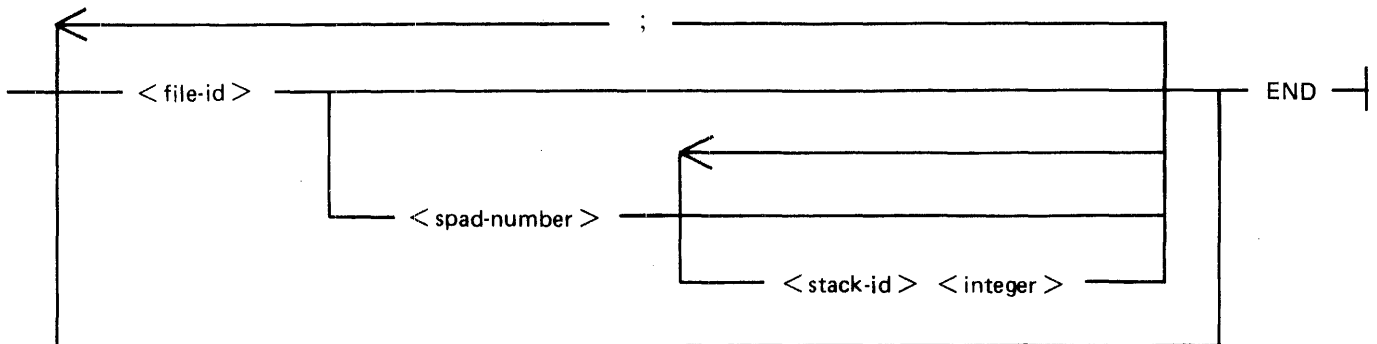 ;
< file-id > END
< spad-number >
< stack-id > < integer >